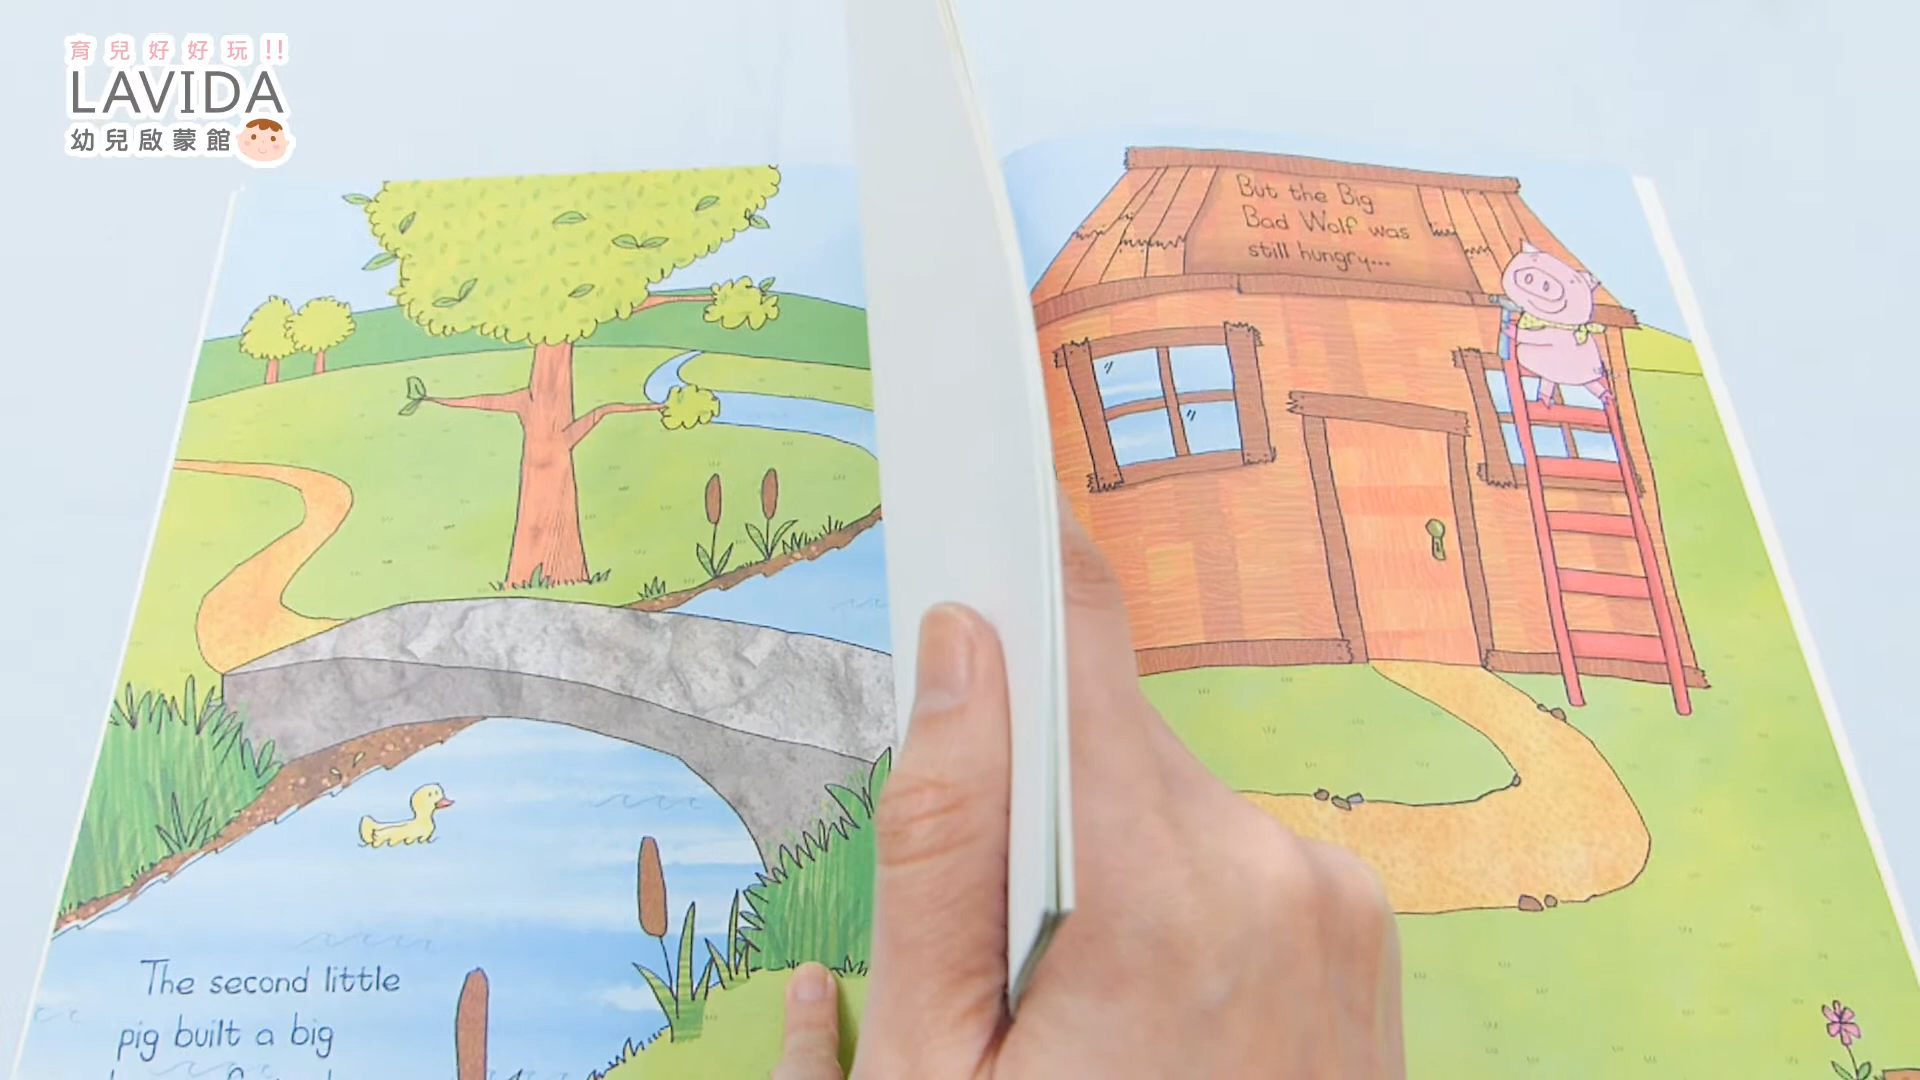 育兒好好玩!!
LAVIDA
幼兒啟蒙館
But the Big
Bad Wolf was
still hungry...
The second little
pig built a big